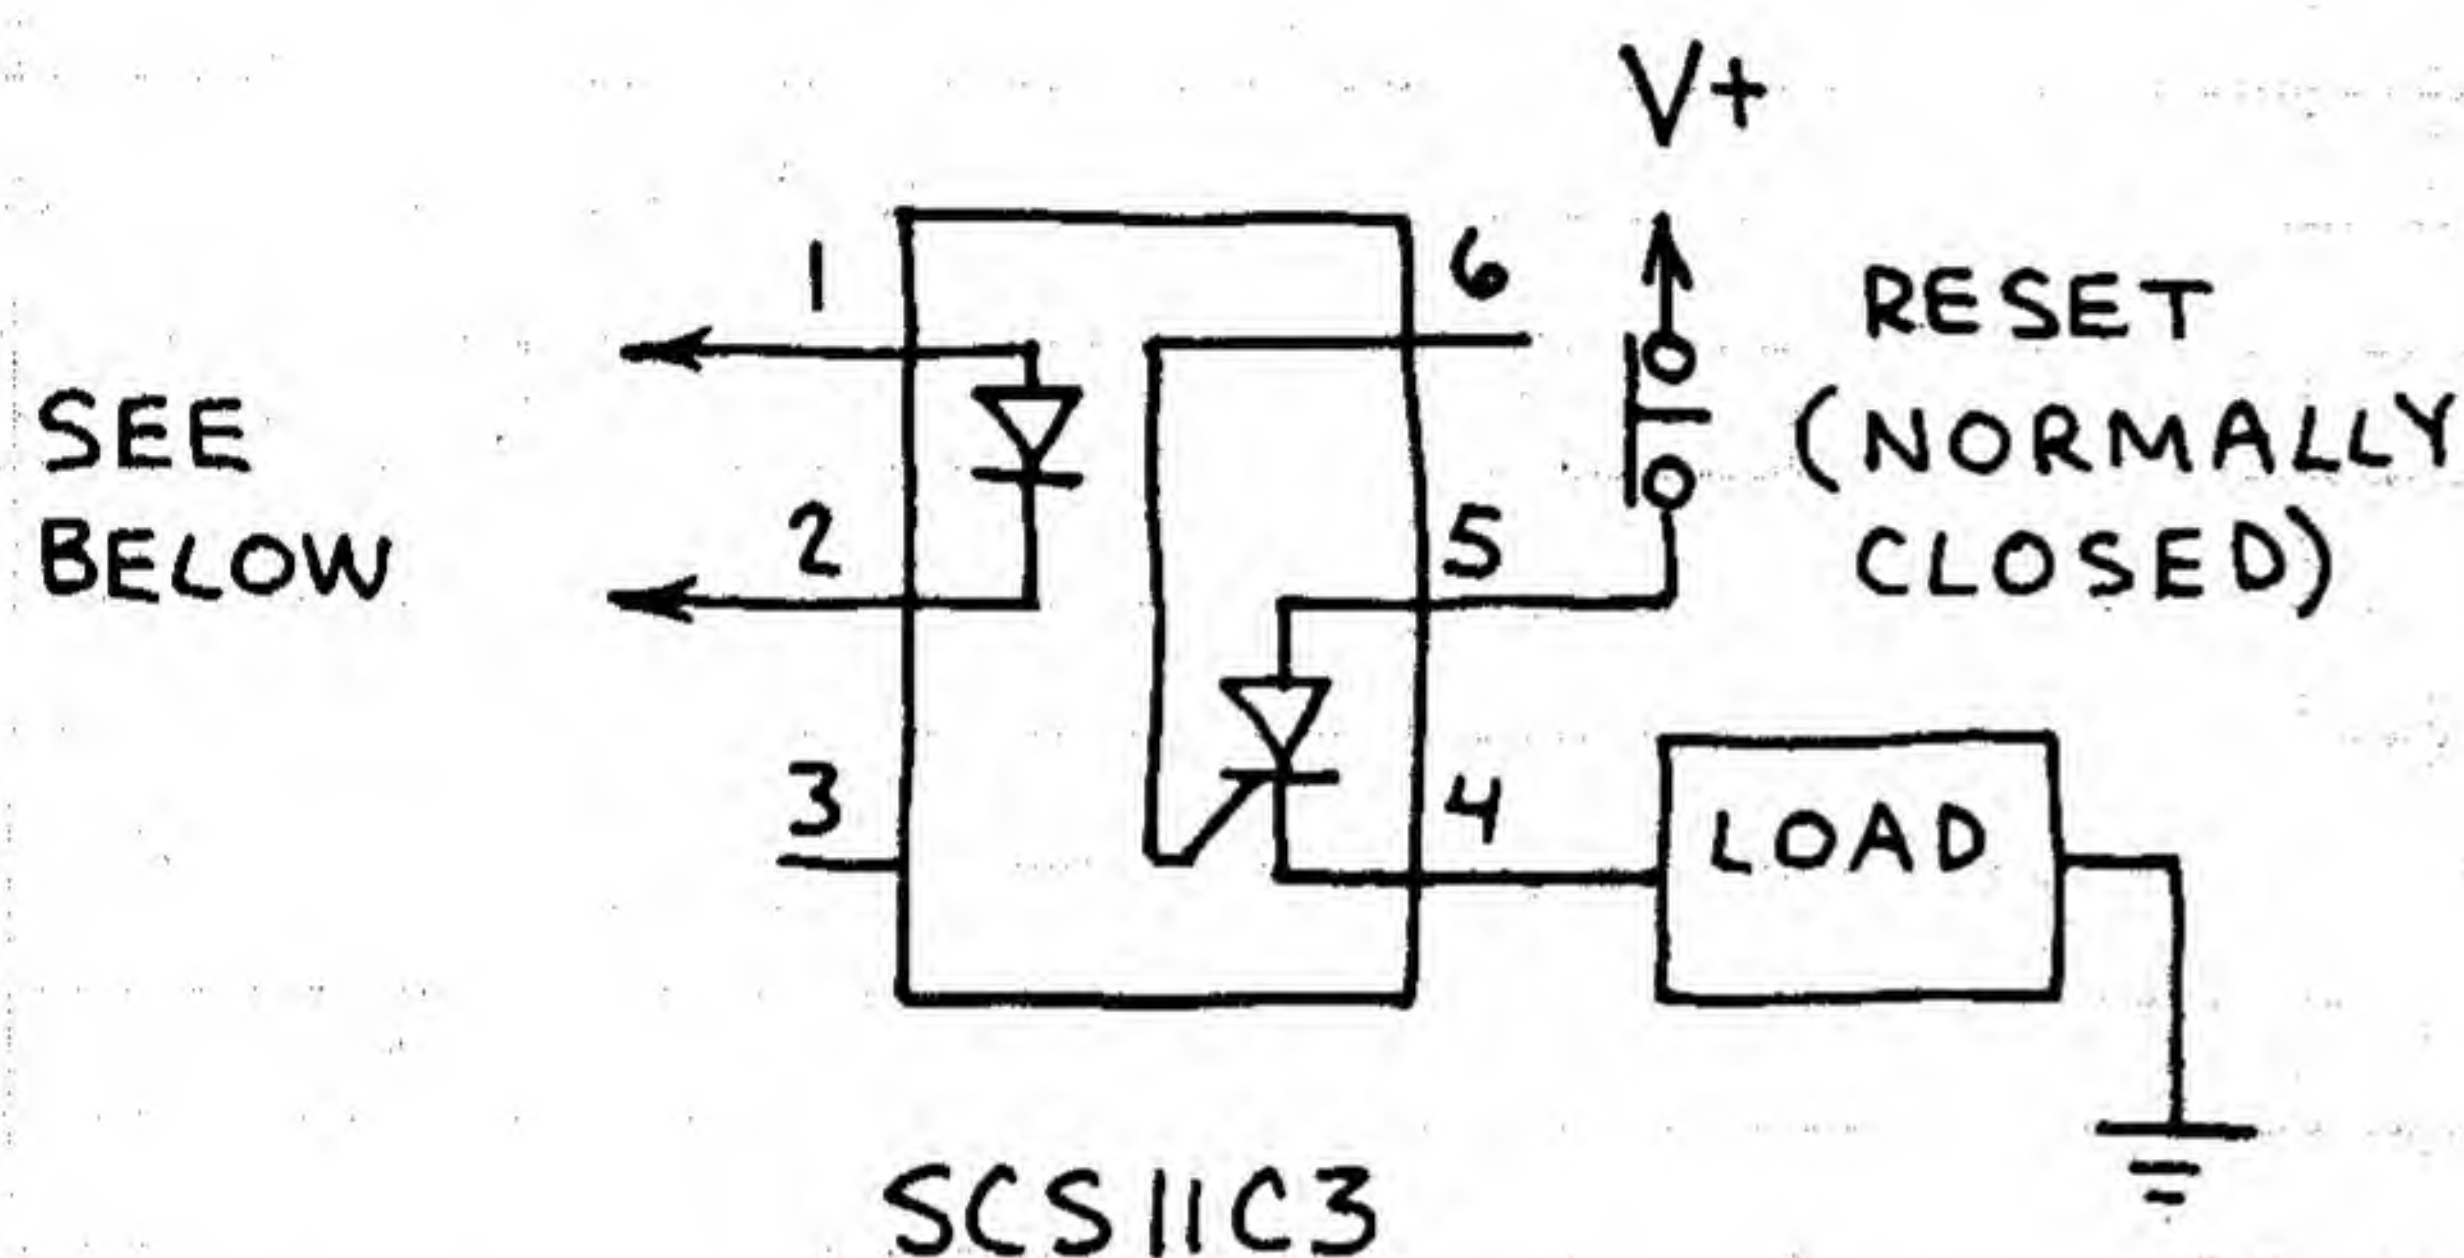 V+
1
6
RESET
SEE
(NORMALLY
2
5
BELOW
CLOSED)
3
4
LOAD
SCS11C3